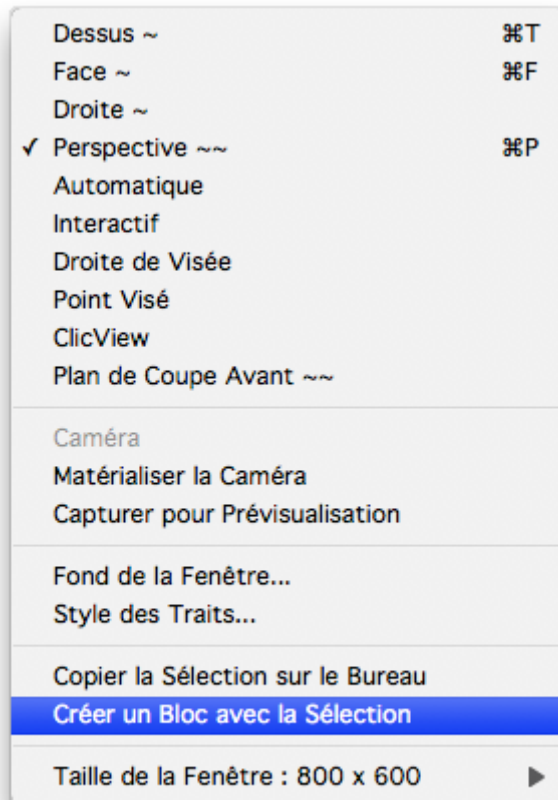 Dessus ~ ⌘T
Face ~ ⌘F
Droite ~
✓ Perspective ~~ ⌘P
Automatique
Interactif
Droite de Visée
Point Visé
ClicView
Plan de Coupe Avant ~~
Caméra
Matérialiser la Caméra
Capturer pour Prévisualisation
Fond de la Fenêtre...
Style des Traits...
Copier la Sélection sur le Bureau
Créer un Bloc avec la Sélection
Taille de la Fenêtre : 800 x 600 ▶